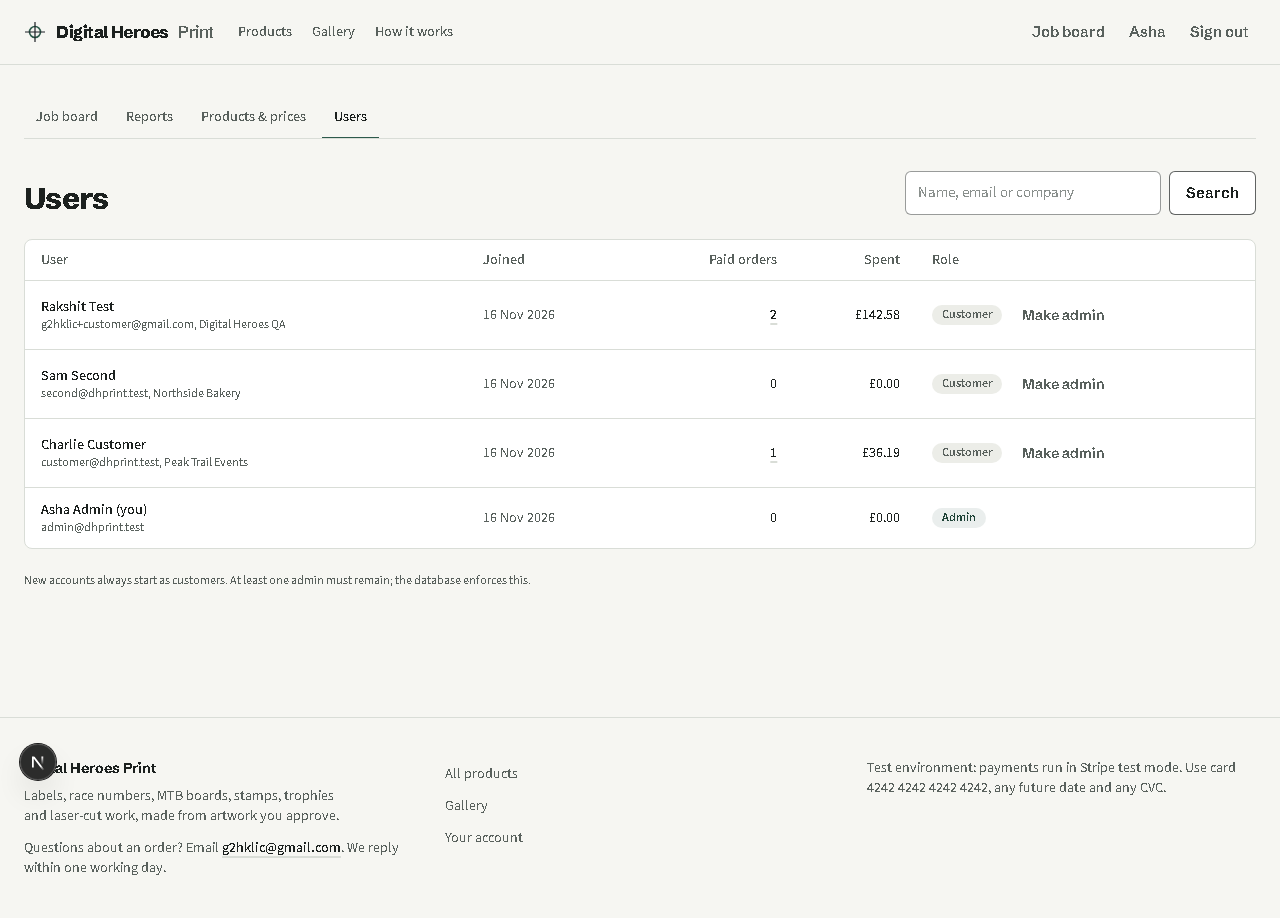 Digital Heroes Print Products Gallery How it works Job board Asha Sign out
Job board Reports Products & prices Users
Users Name, email or company Search
User Joined Paid orders Spent Role
Rakshit Test
g2hklic+customer@gmail.com, Digital Heroes QA
16 Nov 2026 2 £142.58 Customer Make admin
Sam Second
second@dhprint.test, Northside Bakery
16 Nov 2026 0 £0.00 Customer Make admin
Charlie Customer
customer@dhprint.test, Peak Trail Events
16 Nov 2026 1 £36.19 Customer Make admin
Asha Admin (you)
admin@dhprint.test
16 Nov 2026 0 £0.00 Admin
New accounts always start as customers. At least one admin must remain; the database enforces this.
N
al Heroes Print
Labels, race numbers, MTB boards, stamps, trophies
and laser-cut work, made from artwork you approve.
Questions about an order? Email g2hklic@gmail.com. We reply
within one working day.
All products
Gallery
Your account
Test environment: payments run in Stripe test mode. Use card
4242 4242 4242 4242, any future date and any CVC.